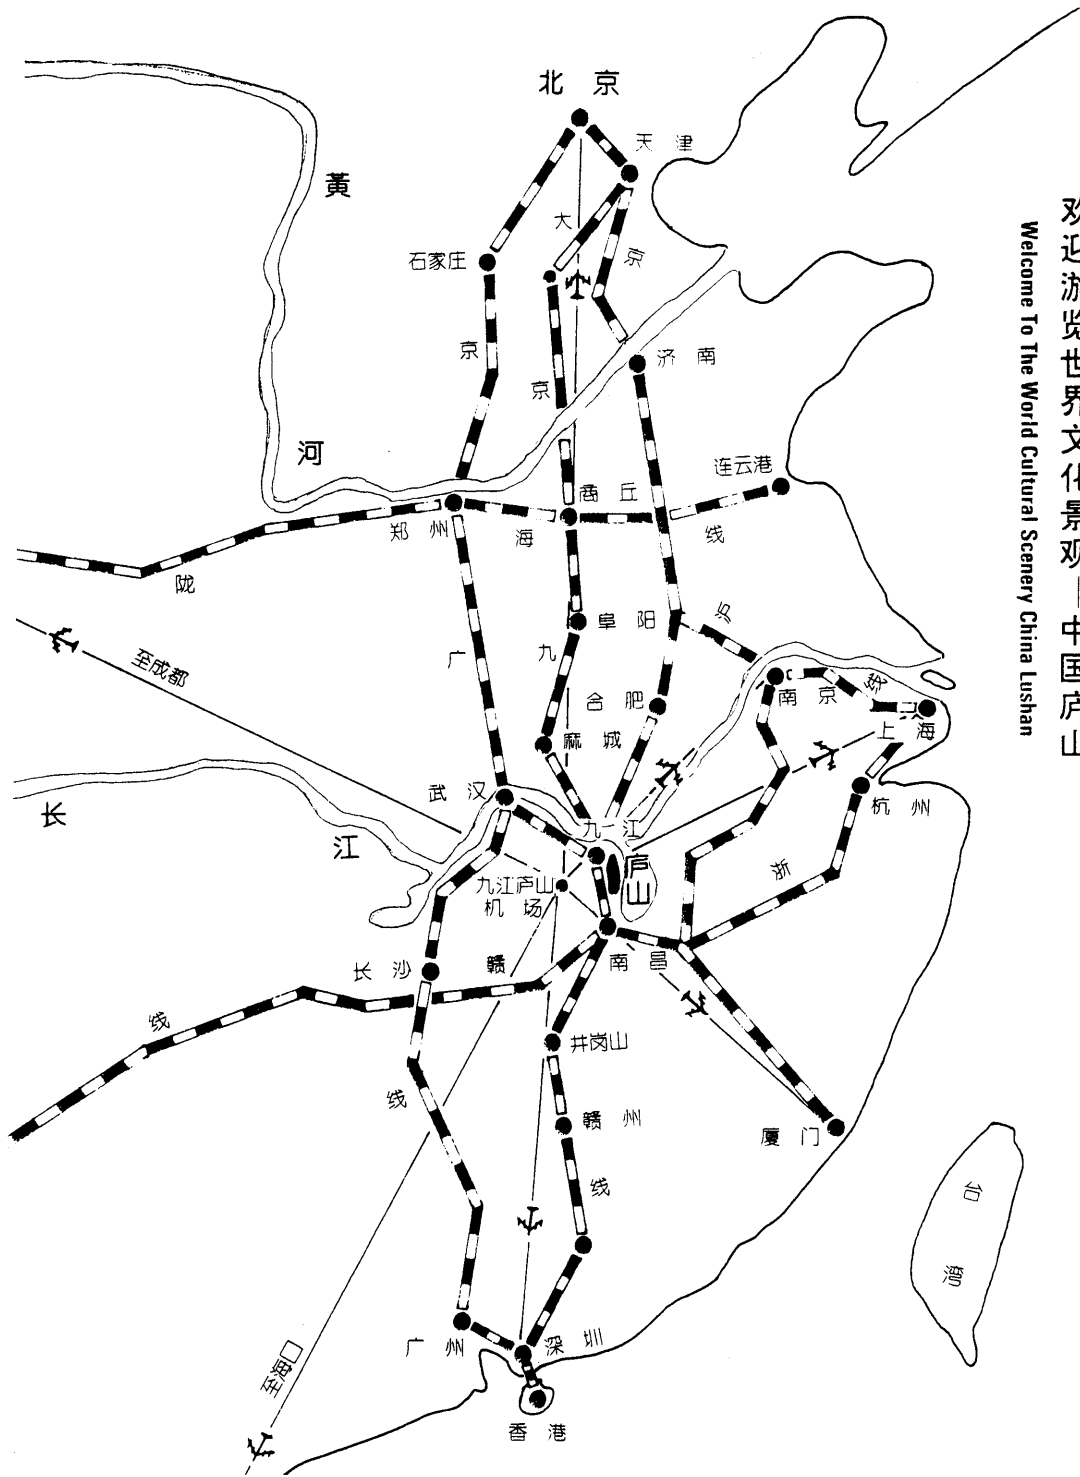 北京
天津
黄
大
石家庄
京
京
济南
京
河
连云港
商丘
郑州
海
线
陇
沪
阜阳
九
广
至成都
线
合肥
南京
上海
麻城
武汉
杭州
长
九江
江
庐山
浙
九江庐山
机场
南昌
赣
长沙
线
井岗山
线
赣州
厦门
线
台湾
广州
深圳
至海口
香港
欢迎游览世界文化景观—中国庐山
Welcome To The World Cultural Scenery China Lushan